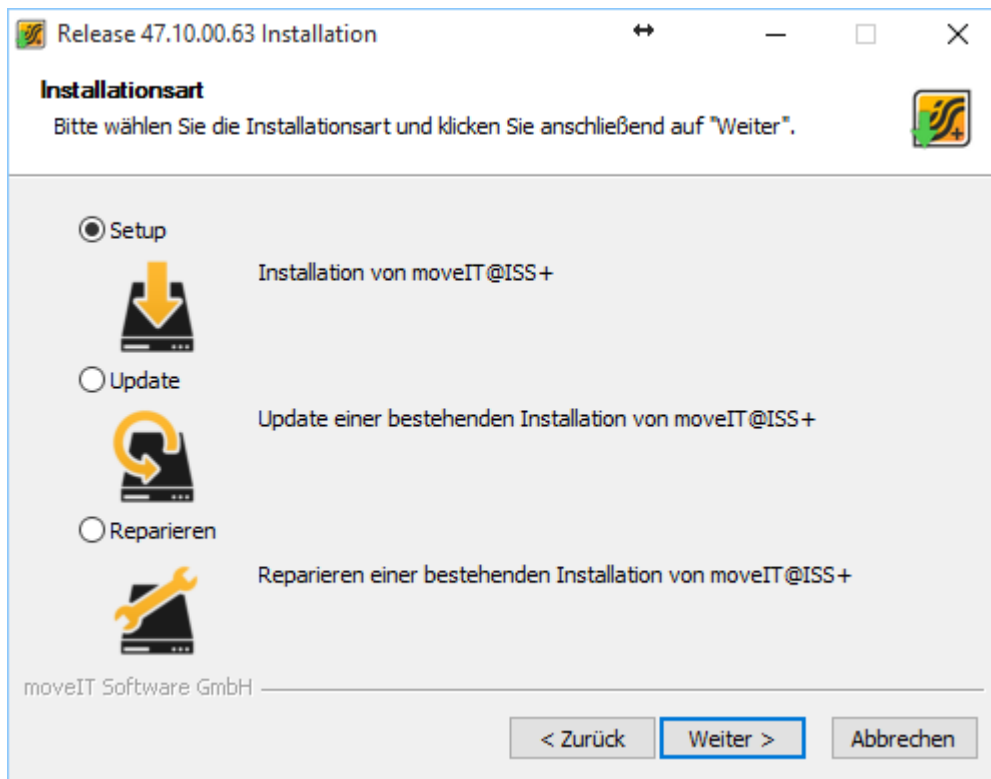 Release 47.10.00.63 Installation
Installationsart
Bitte wählen Sie die Installationsart und klicken Sie anschließend auf "Weiter".
Setup
Installation von moveIT@ISS+
Update
Update einer bestehenden Installation von moveIT@ISS+
Reparieren
Reparieren einer bestehenden Installation von moveIT@ISS+
moveIT Software GmbH
< Zurück
Weiter >
Abbrechen